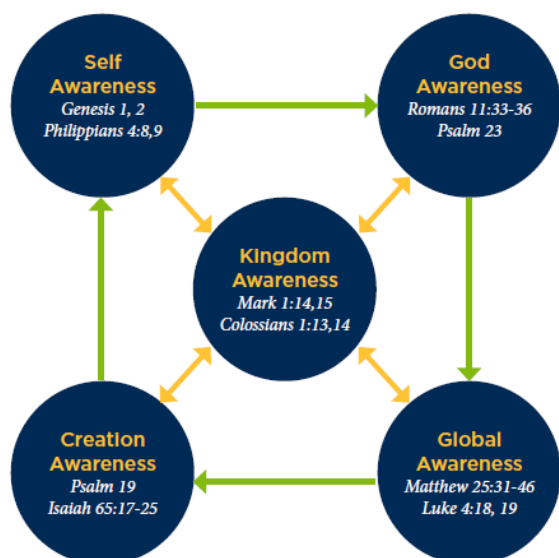 Self
Awareness
Genesis 1, 2
Philippians 4:8,9
God
Awareness
Romans 11:33-36
Psalm 23
Kingdom
Awareness
Mark 1:14,15
Colossians 1:13,14
Creation
Awareness
Psalm 19
Isaiah 65:17-25
Global
Awareness
Matthew 25:31-46
Luke 4:18, 19